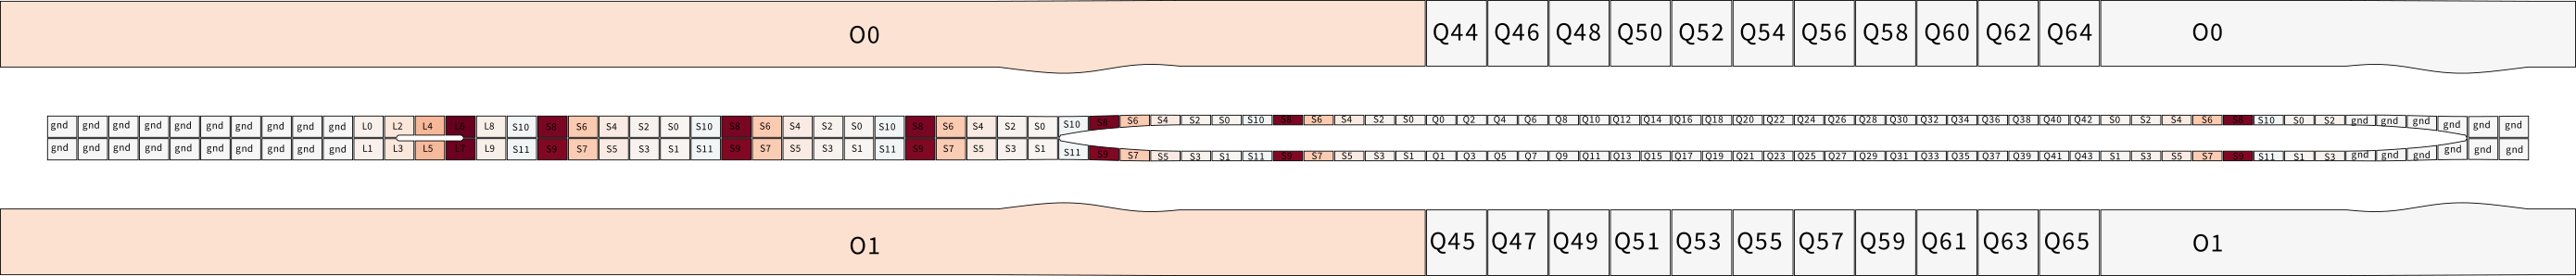 O0 Q44 Q46 Q48 Q50 Q52 Q54 Q56 Q58 Q60 Q62 Q64 O0
gnd gnd gnd gnd gnd gnd gnd gnd gnd gnd L0 L2 L4 L6 L8 S10 S8 S6 S4 S2 S0 S10 S8 S6 S4 S2 S0 S10 S8 S6 S4 S2 S0 S10 S8 S6 S4 S2 S0 S10 S8 S6 S4 S2 S0 Q0 Q2 Q4 Q6 Q8 Q10 Q12 Q14 Q16 Q18 Q20 Q22 Q24 Q26 Q28 Q30 Q32 Q34 Q36 Q38 Q40 Q42 S0 S2 S4 S6 S8 S10 S0 S2 gnd gnd gnd gnd gnd gnd
gnd gnd gnd gnd gnd gnd gnd gnd gnd gnd L1 L3 L5 L7 L9 S11 S9 S7 S5 S3 S1 S11 S9 S7 S5 S3 S1 S11 S9 S7 S5 S3 S1 S11 S9 S7 S5 S3 S1 S11 S9 S7 S5 S3 S1 Q1 Q3 Q5 Q7 Q9 Q11 Q13 Q15 Q17 Q19 Q21 Q23 Q25 Q27 Q29 Q31 Q33 Q35 Q37 Q39 Q41 Q43 S1 S3 S5 S7 S9 S11 S1 S3 gnd gnd gnd gnd gnd gnd
O1 Q45 Q47 Q49 Q51 Q53 Q55 Q57 Q59 Q61 Q63 Q65 O1